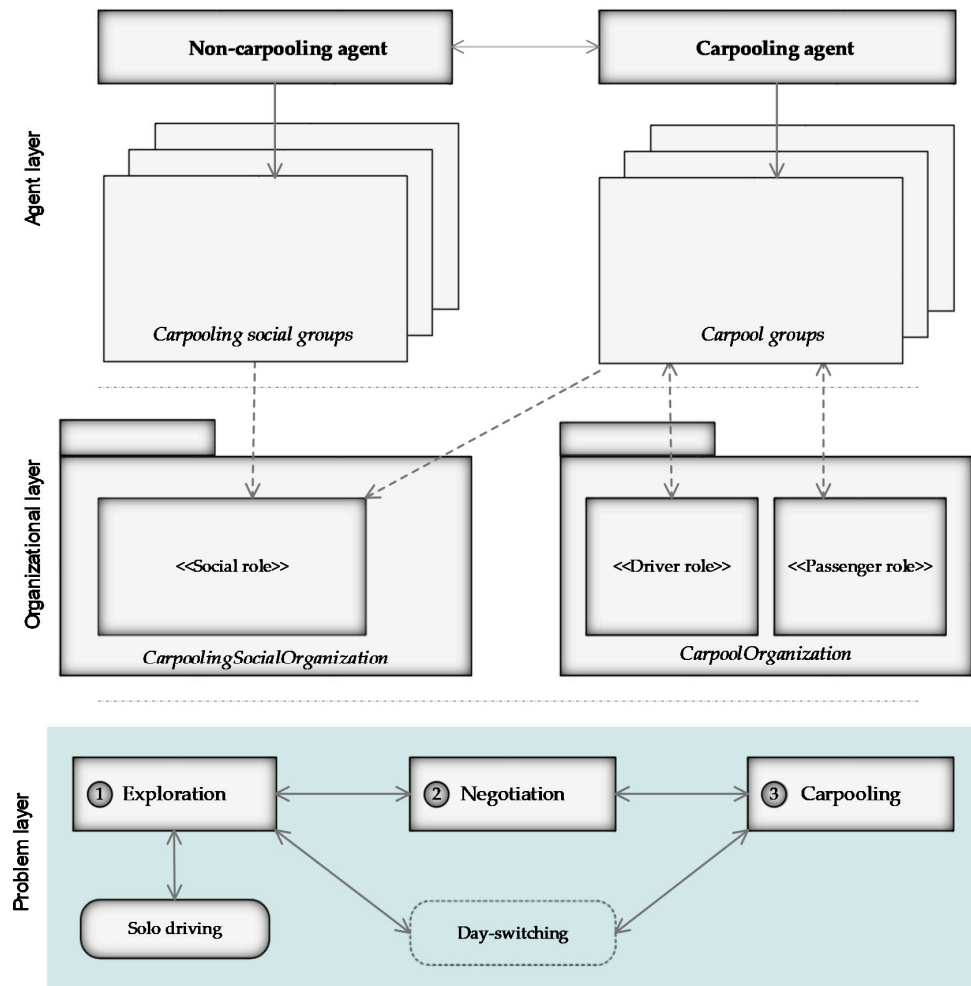 Non-carpooling agent
Carpooling agent
Agent layer
Carpooling social groups
Carpool groups
Organizational layer
<<Social role>>
<<Driver role>>
<<Passenger role>>
CarpoolingSocialOrganization
CarpoolOrganization
Problem layer
1 Exploration
2 Negotiation
3 Carpooling
Solo driving
Day-switching